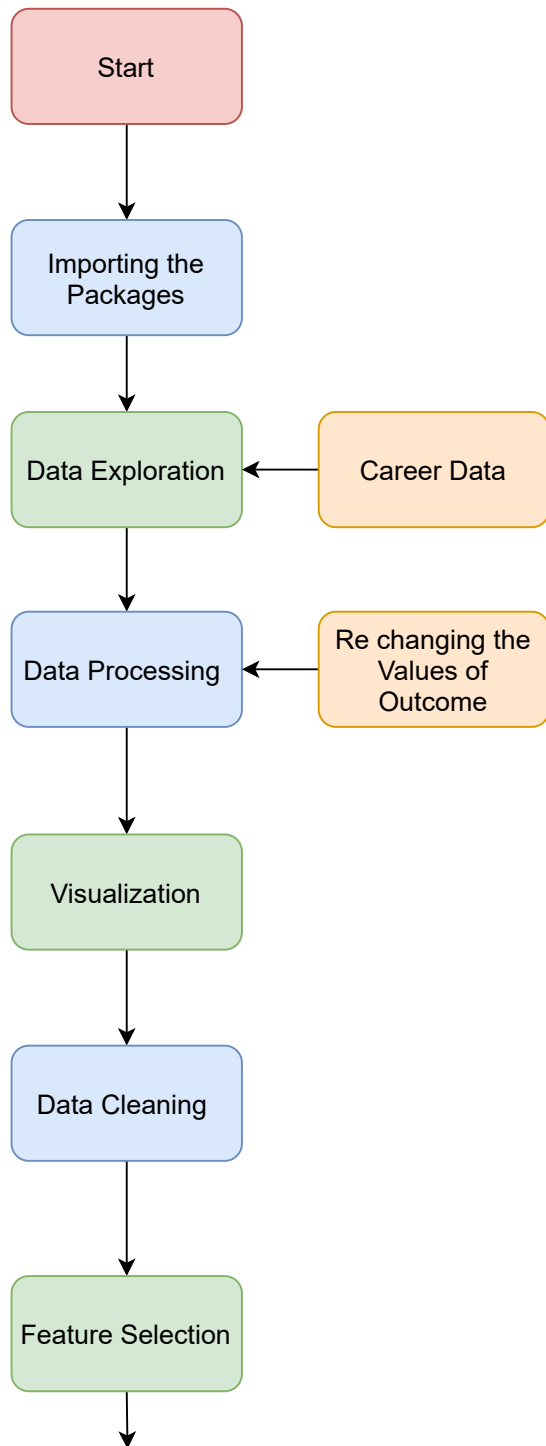 Start
Importing the
Packages
Data Exploration
Career Data
Data Processing
Re changing the
Values of
Outcome
Visualization
Data Cleaning
Feature Selection